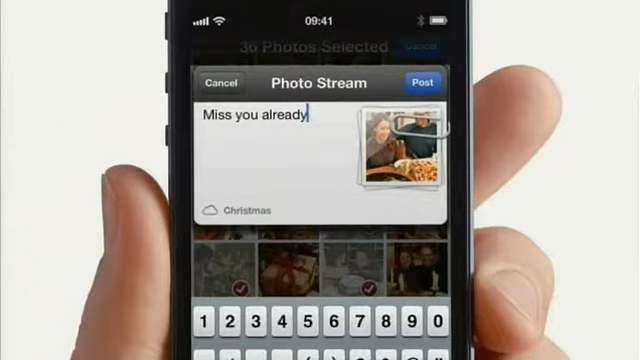 09:41
36 Photos Selected Cancel
Cancel Photo Stream Post
Miss you already
Christmas
1 2 3 4 5 6 7 8 9 0